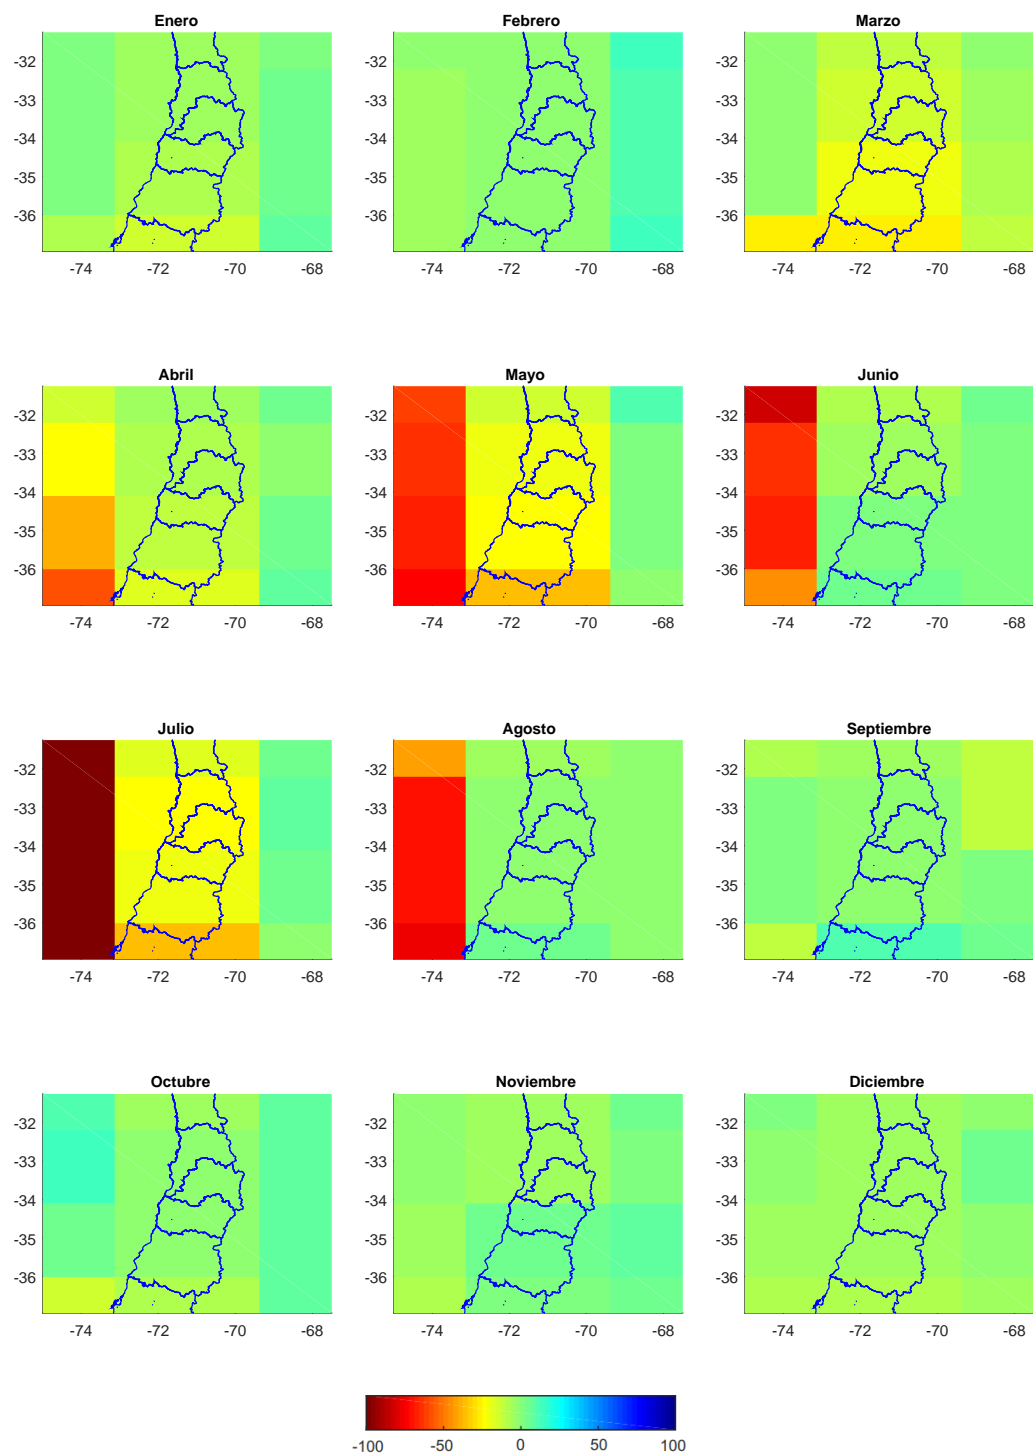 Enero Febrero Marzo
-32 -32 -32
-33 -33 -33
-34 -34 -34
-35 -35 -35
-36 -36 -36
-74 -72 -70 -68 -74 -72 -70 -68 -74 -72 -70 -68
Abril Mayo Junio
-32 -32 -32
-33 -33 -33
-34 -34 -34
-35 -35 -35
-36 -36 -36
-74 -72 -70 -68 -74 -72 -70 -68 -74 -72 -70 -68
Julio Agosto Septiembre
-32 -32 -32
-33 -33 -33
-34 -34 -34
-35 -35 -35
-36 -36 -36
-74 -72 -70 -68 -74 -72 -70 -68 -74 -72 -70 -68
Octubre Noviembre Diciembre
-32 -32 -32
-33 -33 -33
-34 -34 -34
-35 -35 -35
-36 -36 -36
-74 -72 -70 -68 -74 -72 -70 -68 -74 -72 -70 -68
-100 -50 0 50 100